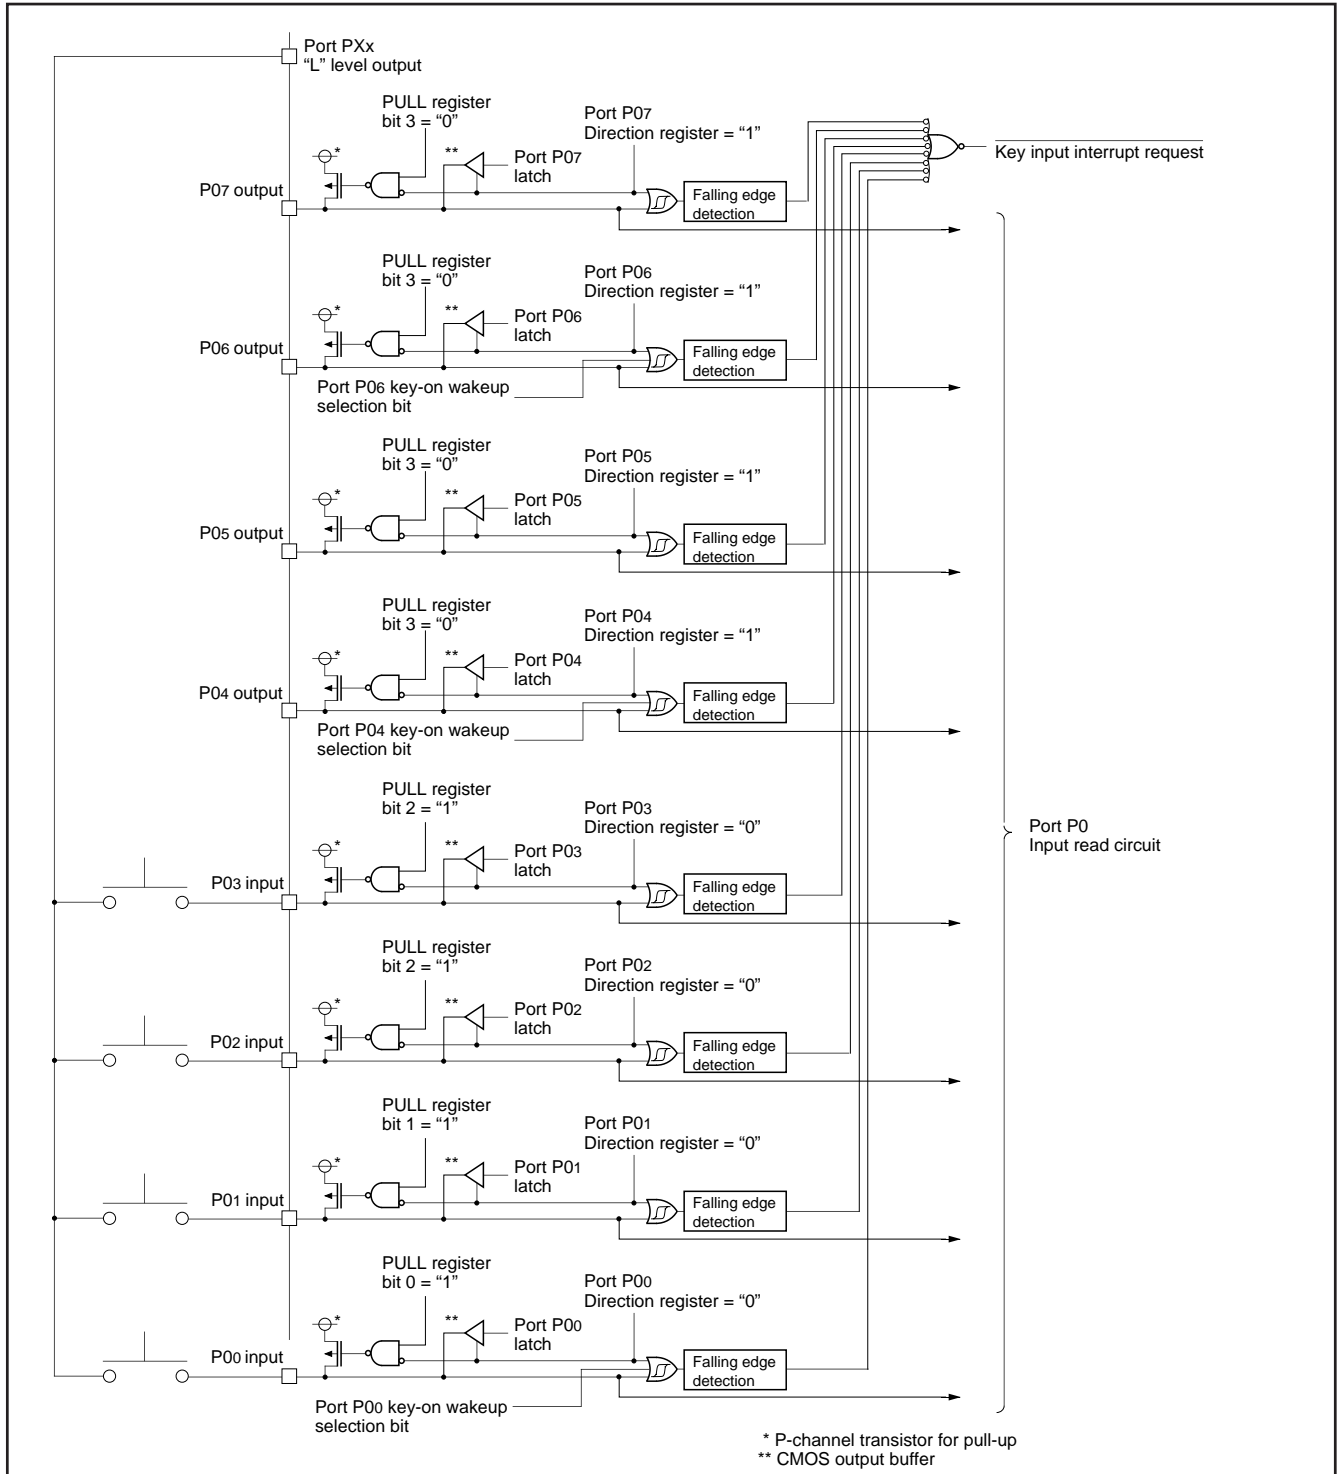 Port PXx
“L” level output
PULL register
bit 3 = “0”
Port P07
Direction register = “1”
*
**
Port P07
latch
Key input interrupt request
P07 output
Falling edge
detection
PULL register
bit 3 = “0”
Port P06
Direction register = “1”
*
**
Port P06
latch
P06 output
Falling edge
detection
Port P06 key-on wakeup
selection bit
PULL register
bit 3 = “0”
Port P05
Direction register = “1”
*
**
Port P05
latch
P05 output
Falling edge
detection
PULL register
bit 3 = “0”
Port P04
Direction register = “1”
*
**
Port P04
latch
P04 output
Falling edge
detection
Port P04 key-on wakeup
selection bit
PULL register
bit 2 = “1”
Port P03
Direction register = “0”
Port P0
Input read circuit
*
**
Port P03
latch
P03 input
Falling edge
detection
PULL register
bit 2 = “1”
Port P02
Direction register = “0”
*
**
Port P02
latch
P02 input
Falling edge
detection
PULL register
bit 1 = “1”
Port P01
Direction register = “0”
*
**
Port P01
latch
P01 input
Falling edge
detection
PULL register
bit 0 = “1”
Port P00
Direction register = “0”
*
**
Port P00
latch
P00 input
Falling edge
detection
Port P00 key-on wakeup
selection bit
* P-channel transistor for pull-up
** CMOS output buffer